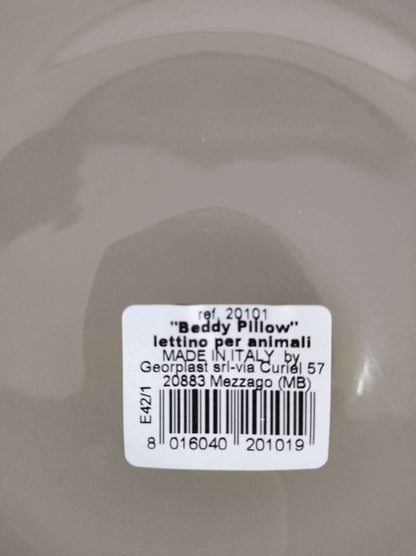 ref. 20101
"Beddy Pillow"
lettino per animali
MADE IN ITALY by
Georplast srl-via Curiel 57
20883 Mezzago (MB)
E42/1
8 016040 201019